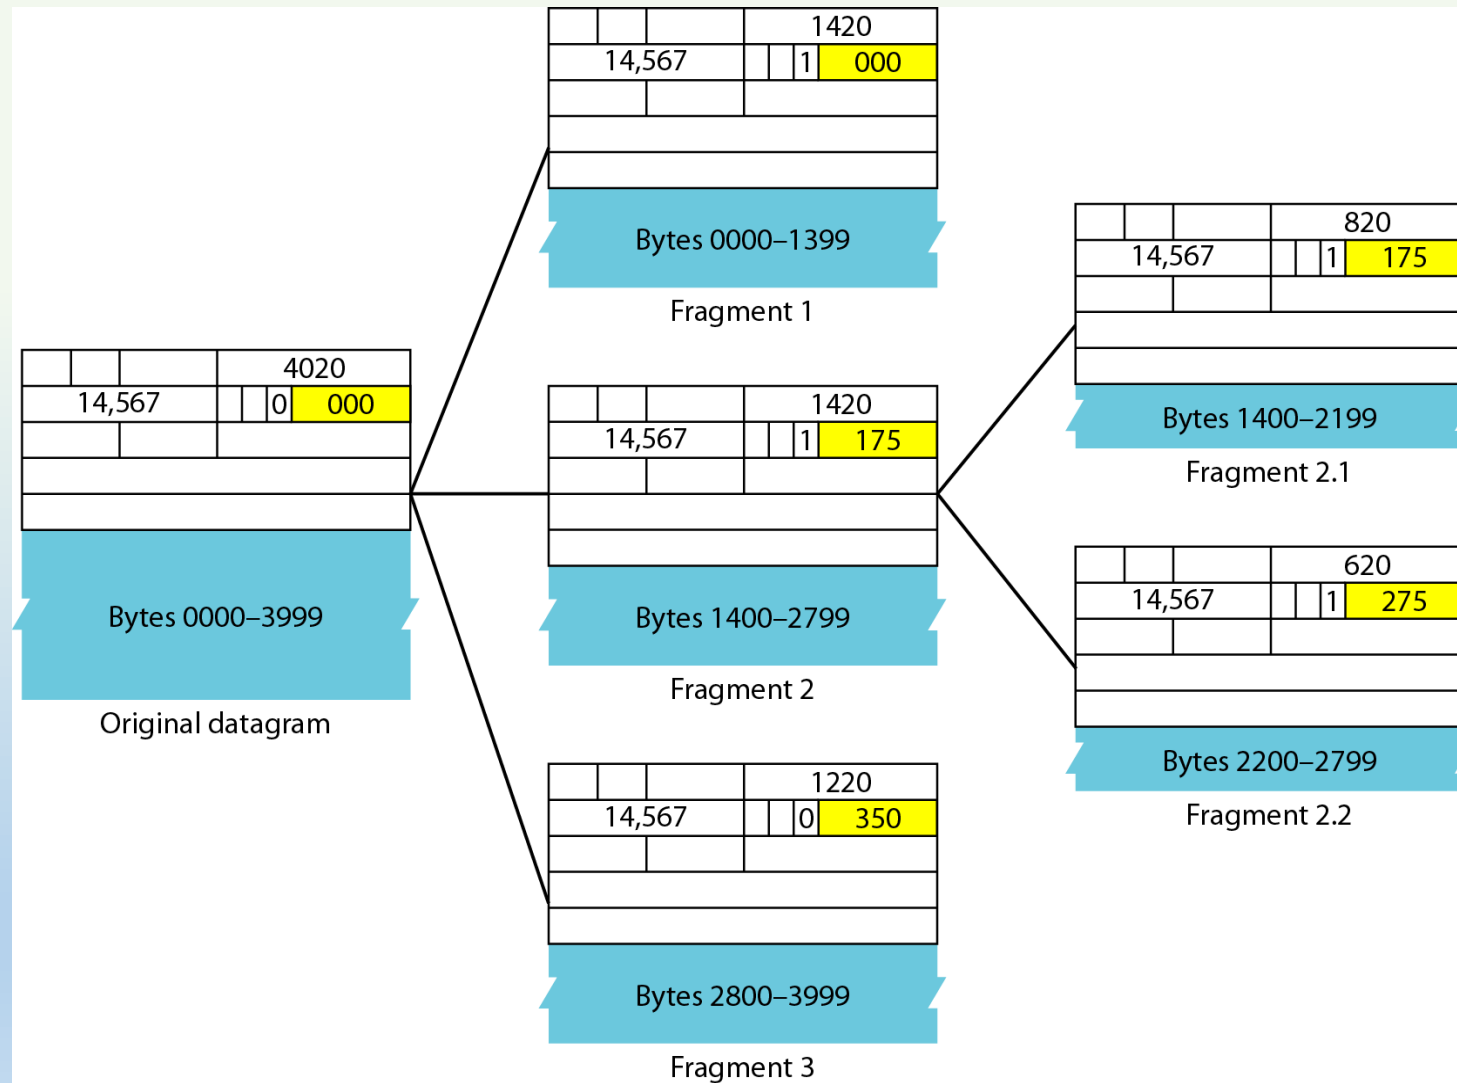 4020
14,567 0 000
Bytes 0000–3999
Original datagram
1420
14,567 1 000
Bytes 0000–1399
Fragment 1
1420
14,567 1 175
Bytes 1400–2799
Fragment 2
1220
14,567 0 350
Bytes 2800–3999
Fragment 3
820
14,567 1 175
Bytes 1400–2199
Fragment 2.1
620
14,567 1 275
Bytes 2200–2799
Fragment 2.2